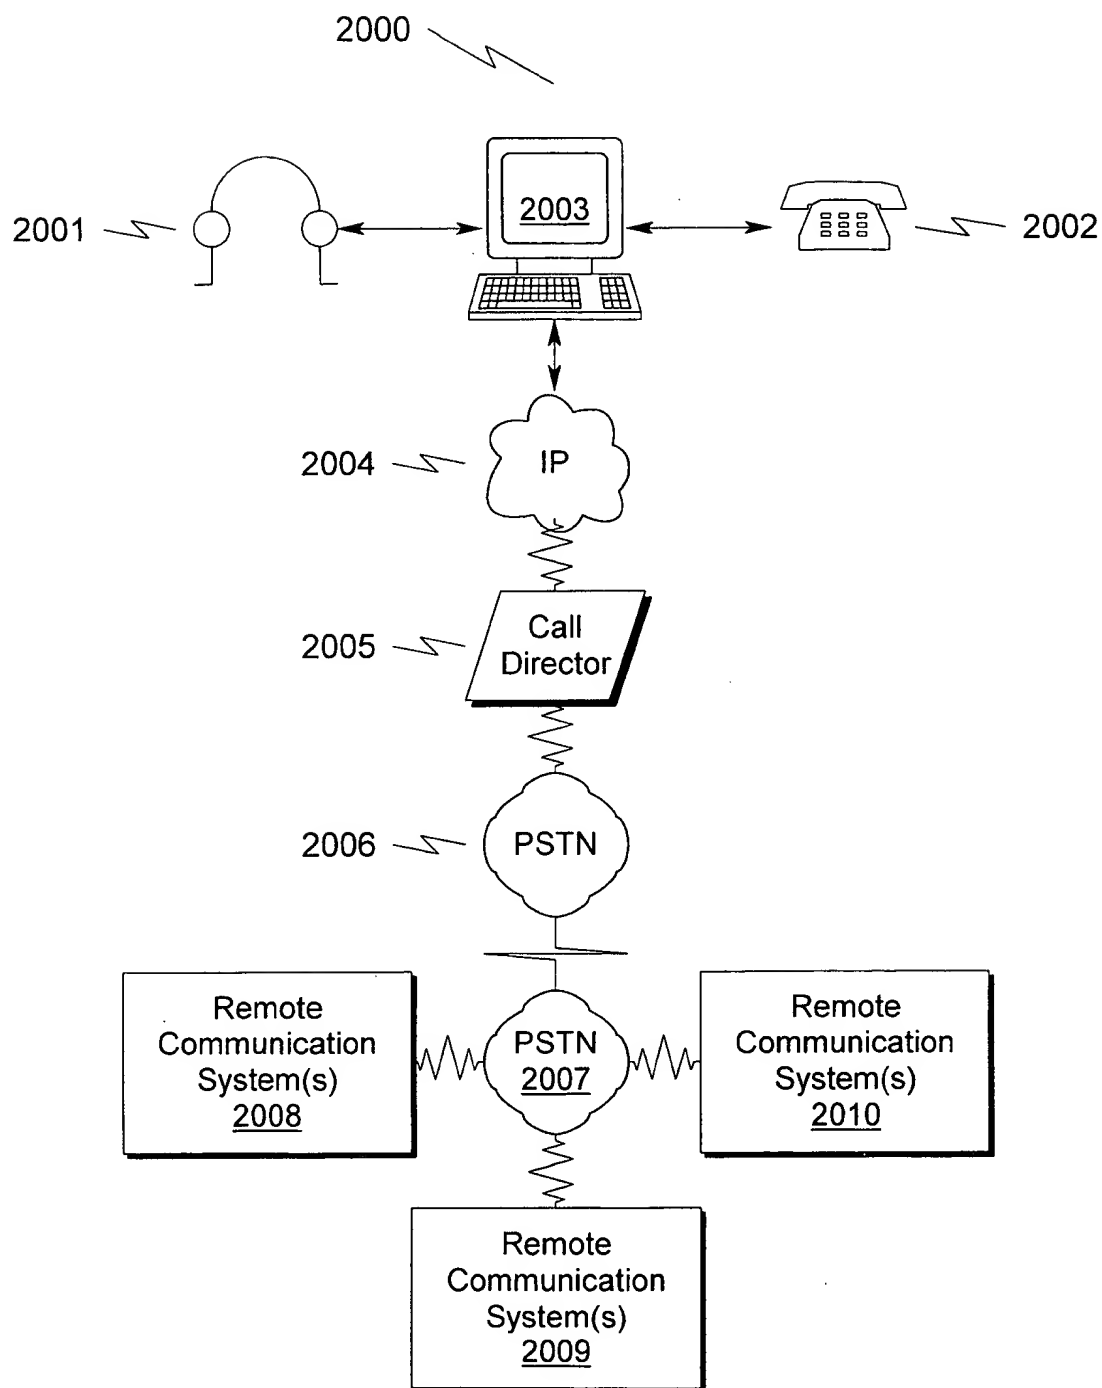 2000
2001
2003
2002
2004
IP
2005
Call
Director
2006
PSTN
Remote
Communication
System(s)
2008
PSTN
2007
Remote
Communication
System(s)
2010
Remote
Communication
System(s)
2009